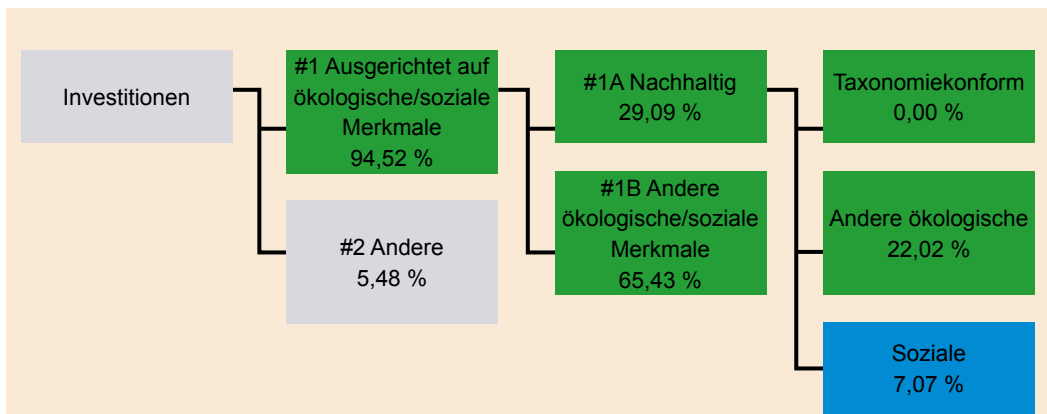 Investitionen
#1 Ausgerichtet auf
ökologische/soziale
Merkmale
94,52 %
#2 Andere
5,48 %
#1A Nachhaltig
29,09 %
#1B Andere
ökologische/soziale
Merkmale
65,43 %
Taxonomiekonform
0,00 %
Andere ökologische
22,02 %
Soziale
7,07 %